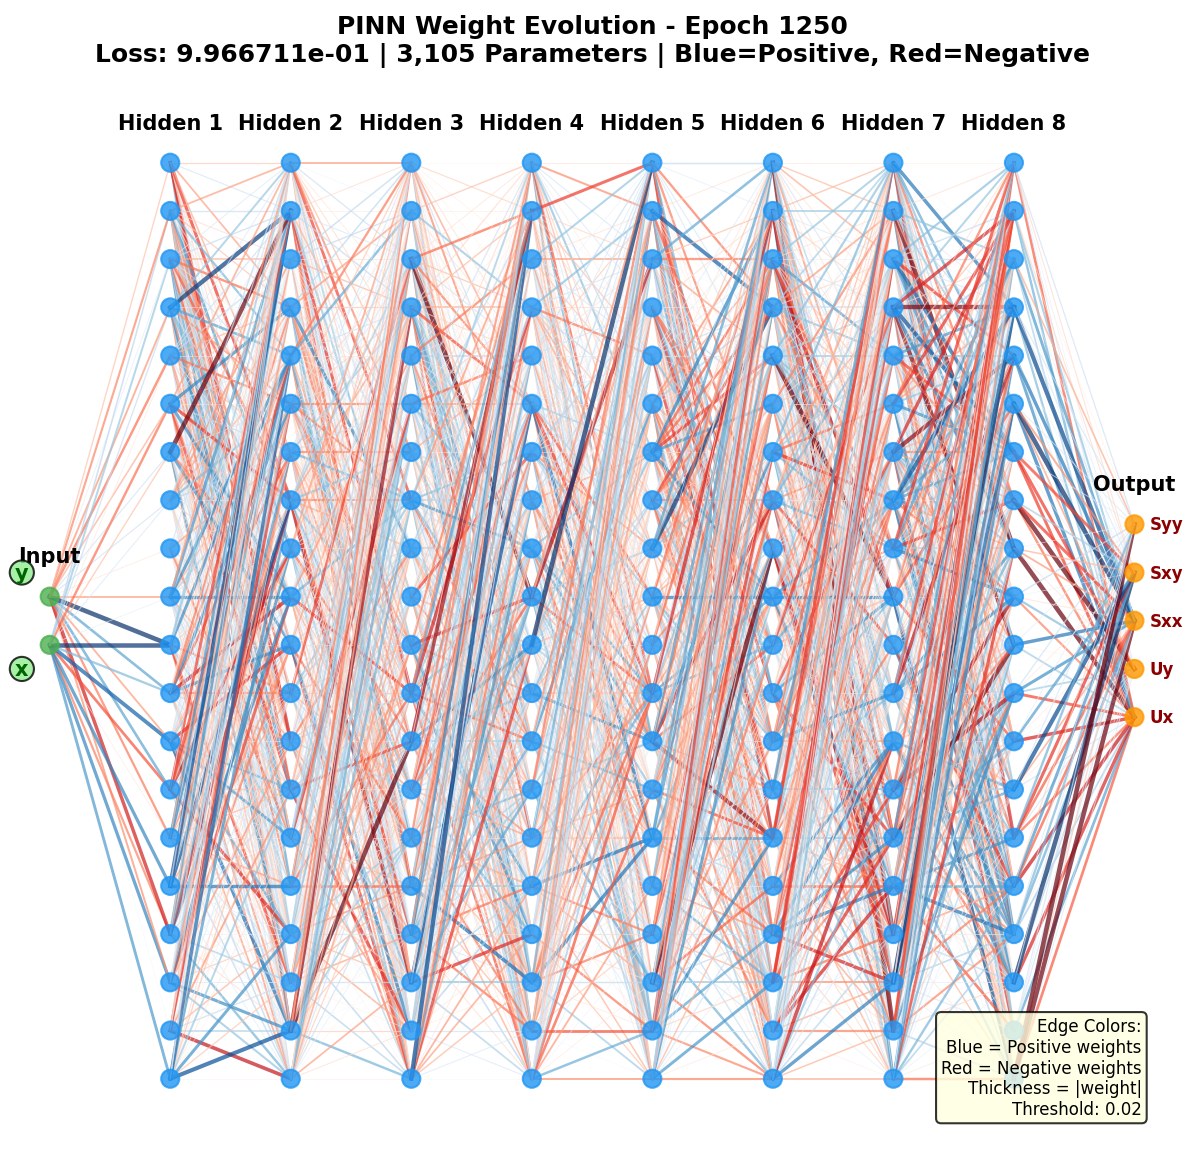 PINN Weight Evolution - Epoch 1250
Loss: 9.966711e-01 | 3,105 Parameters | Blue=Positive, Red=Negative
Hidden 1 Hidden 2 Hidden 3 Hidden 4 Hidden 5 Hidden 6 Hidden 7 Hidden 8
Output
Syy
Input
y
Sxy
Sxx
x
Uy
Ux
Edge Colors:
Blue = Positive weights
Red = Negative weights
Thickness = |weight|
Threshold: 0.02